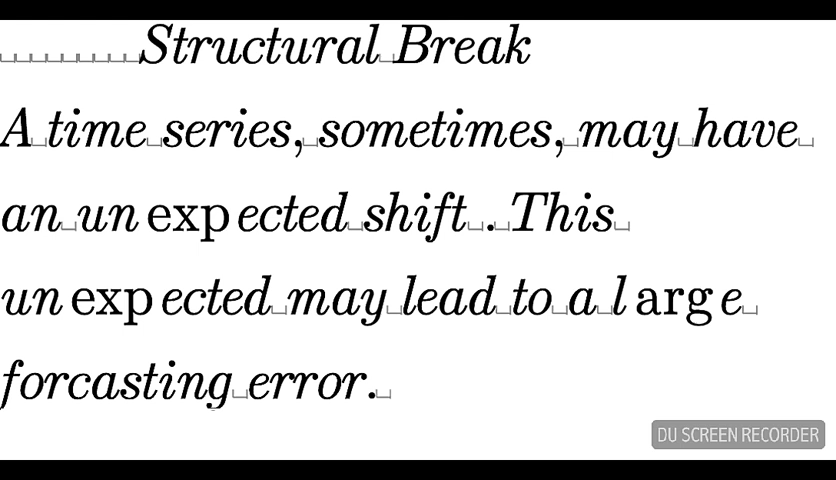 Structural Break
A time series, sometimes, may have
an unexpected shift . This
unexpected may lead to a large
forcasting error.
DU SCREEN RECORDER